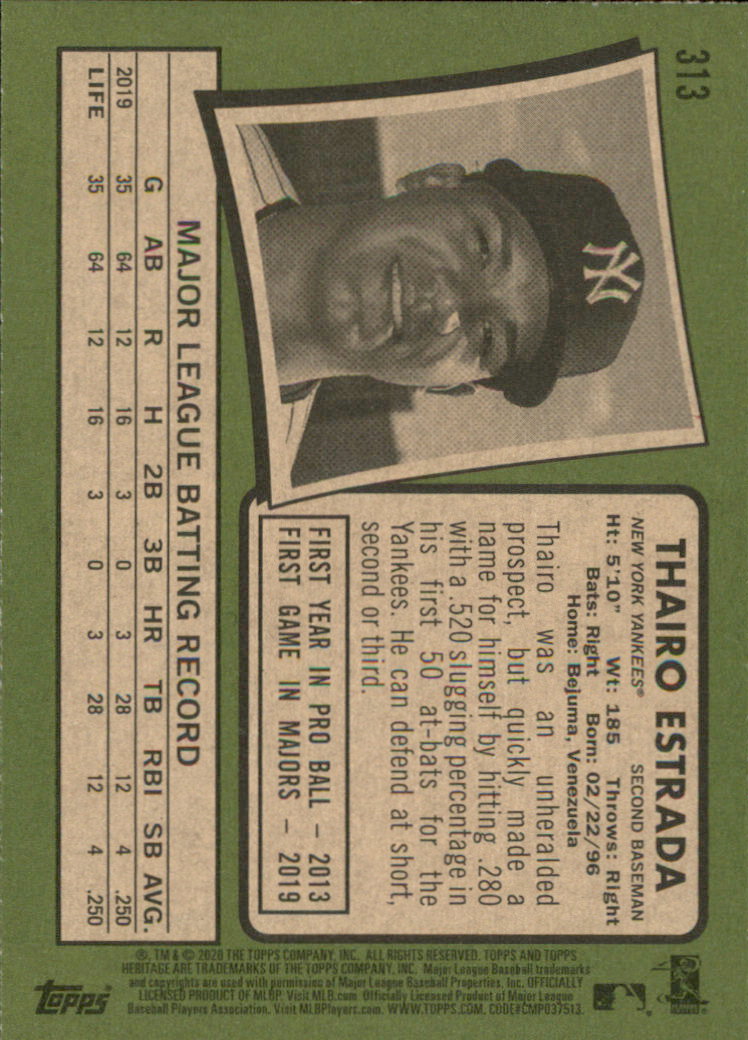 313
NY
THAIRO ESTRADA
NEW YORK YANKEES® SECOND BASEMAN
Ht: 5'10" Wt: 185 Throws: Right
Bats: Right Born: 02/22/96
Home: Bejuma, Venezuela
Thairo was an unheralded
prospect, but quickly made a
name for himself by hitting .280
with a .520 slugging percentage in
his first 50 at-bats for the
Yankees. He can defend at short,
second or third.
FIRST YEAR IN PRO BALL – 2013
FIRST GAME IN MAJORS – 2019
MAJOR LEAGUE BATTING RECORD
G AB R H 2B 3B HR TB RBI SB AVG.
2019 35 64 12 16 3 0 3 28 12 4 .250
LIFE 35 64 12 16 3 0 3 28 12 4 .250
®, TM & © 2020 THE TOPPS COMPANY, INC. ALL RIGHTS RESERVED. TOPPS AND TOPPS
HERITAGE ARE TRADEMARKS OF THE TOPPS COMPANY, INC. Major League Baseball trademarks
and copyrights are used with permission of Major League Baseball Properties, Inc. OFFICIALLY
LICENSED PRODUCT OF MLBP. Visit MLB.com. Officially Licensed Product of Major League
Baseball Players Association. Visit MLBPlayers.com. WWW.TOPPS.COM. CODE#CMP037513.
TOPPS